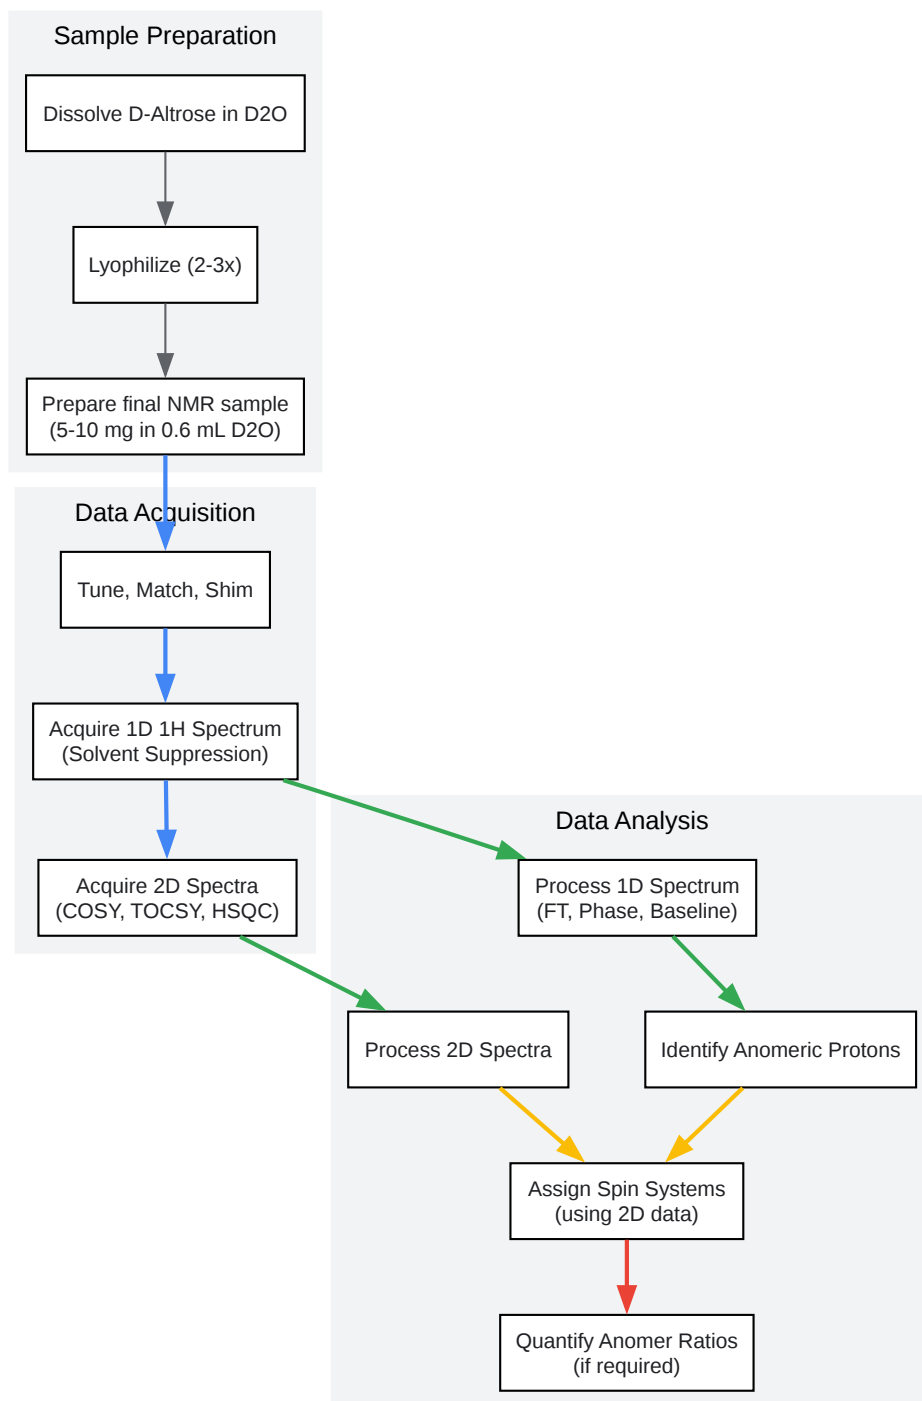 Sample Preparation
Dissolve D-Altrose in D2O
Lyophilize (2-3x)
Prepare final NMR sample
(5-10 mg in 0.6 mL D2O)
Data Acquisition
Tune, Match, Shim
Acquire 1D 1H Spectrum
(Solvent Suppression)
Acquire 2D Spectra
(COSY, TOCSY, HSQC)
Data Analysis
Process 1D Spectrum
(FT, Phase, Baseline)
Process 2D Spectra
Identify Anomeric Protons
Assign Spin Systems
(using 2D data)
Quantify Anomer Ratios
(if required)